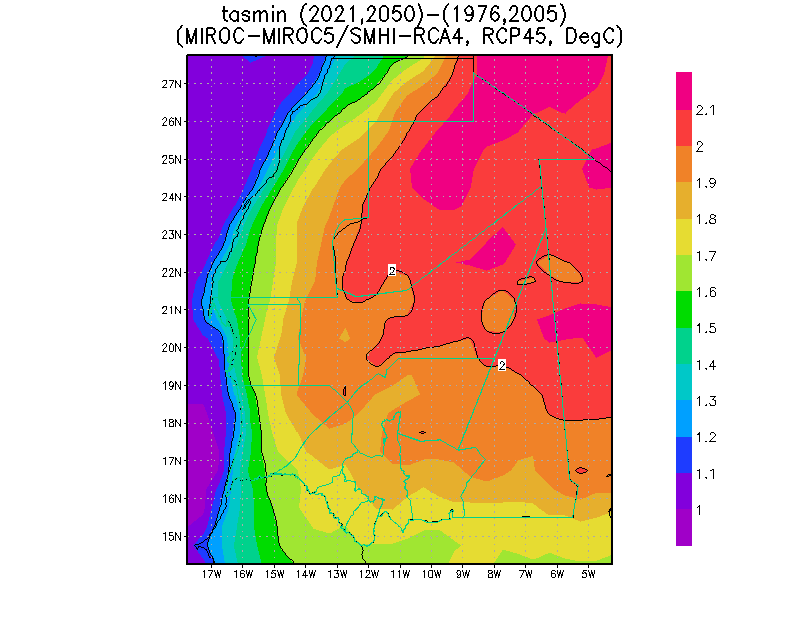 tasmin (2021,2050)-(1976,2005)
(MIROC-MIROC5/SMHI-RCA4, RCP45, DegC)
27N
26N
25N
24N
23N
22N
21N
20N
19N
18N
17N
16N
15N
2
2
17W 16W 15W 14W 13W 12W 11W 10W 9W 8W 7W 6W 5W
2.1
2
1.9
1.8
1.7
1.6
1.5
1.4
1.3
1.2
1.1
1